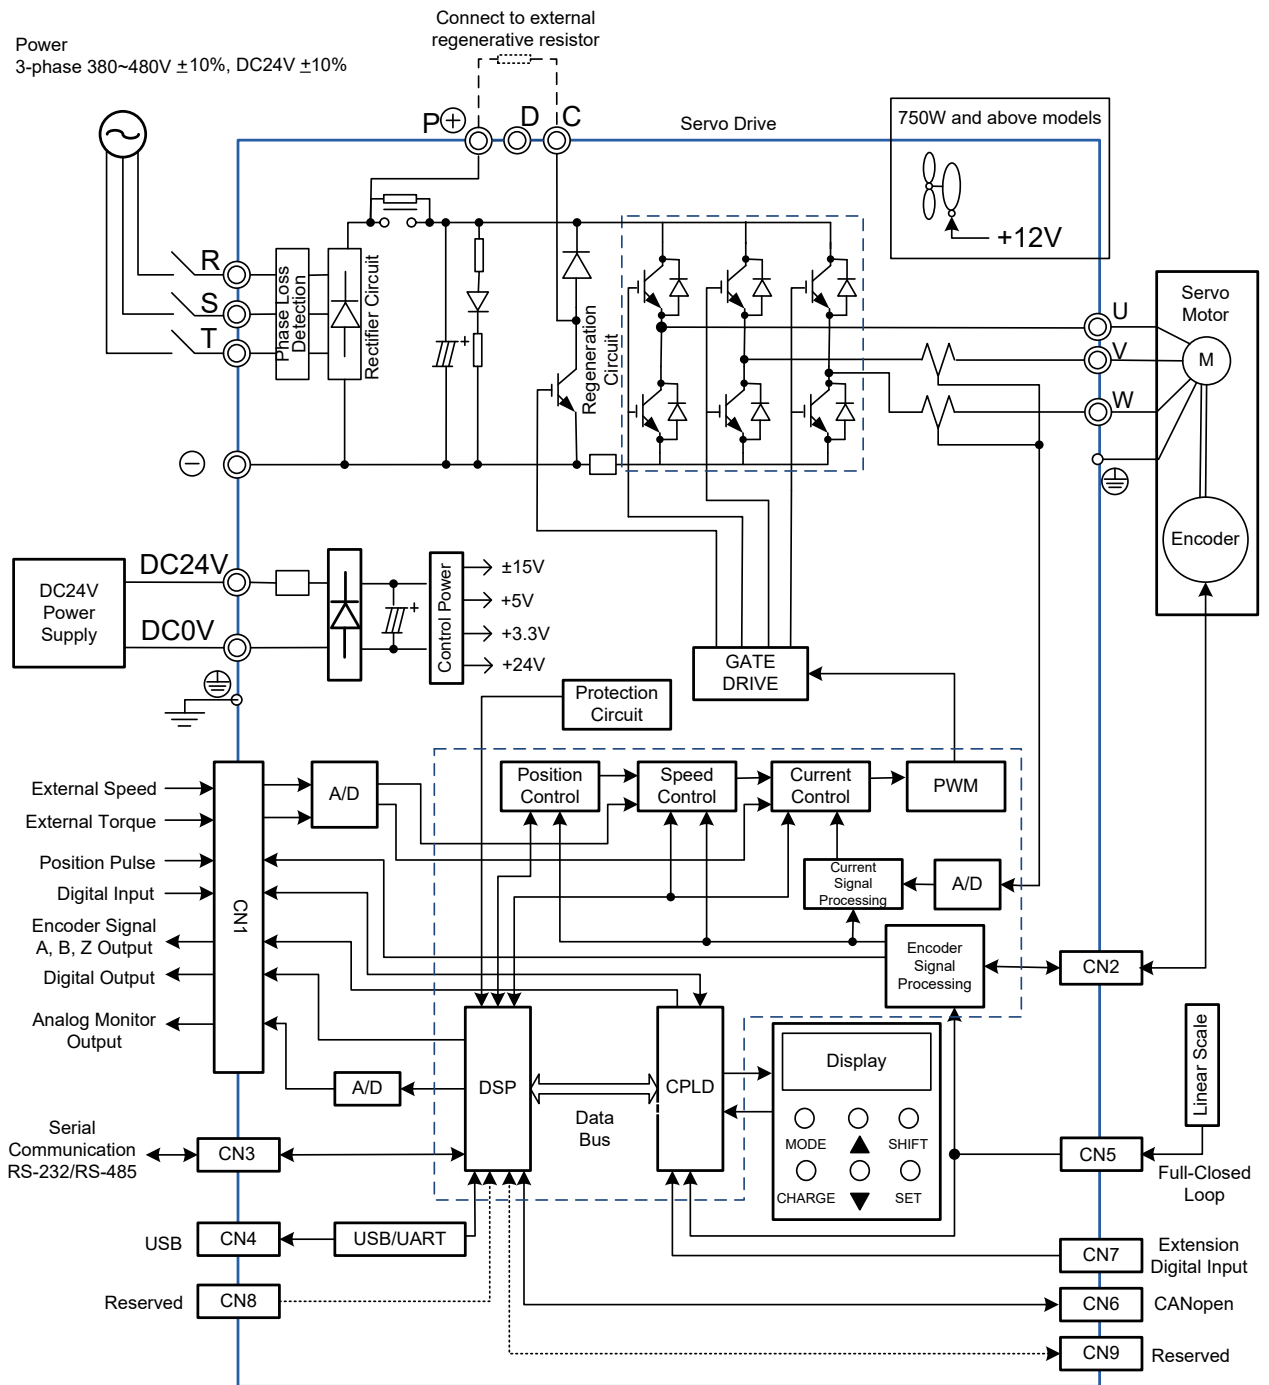 Connect to external
regenerative resistor
Power
3-phase 380~480V ±10%, DC24V ±10%
P
D
C
Servo Drive
750W and above models
+12V
R
S
T
Phase Loss
Detection
Rectifier Circuit
+
Regeneration
Circuit
U
V
W
Servo
Motor
M
Encoder
DC24V
Power
Supply
DC24V
DC0V
+
Control Power
±15V
+5V
+3.3V
+24V
GATE
DRIVE
Protection
Circuit
External Speed
External Torque
Position Pulse
Digital Input
Encoder Signal
A, B, Z Output
Digital Output
Analog Monitor
Output
CN1
A/D
Position
Control
Speed
Control
Current
Control
PWM
Current
Signal
Processing
A/D
Encoder
Signal
Processing
CN2
A/D
DSP
Data
Bus
CPLD
Display
MODE
SHIFT
CHARGE
SET
Linear Scale
Serial
Communication
RS-232/RS-485
CN3
CN5
Full-Closed
Loop
USB
CN4
USB/UART
CN7
Extension
Digital Input
Reserved
CN8
CN6
CANopen
CN9
Reserved